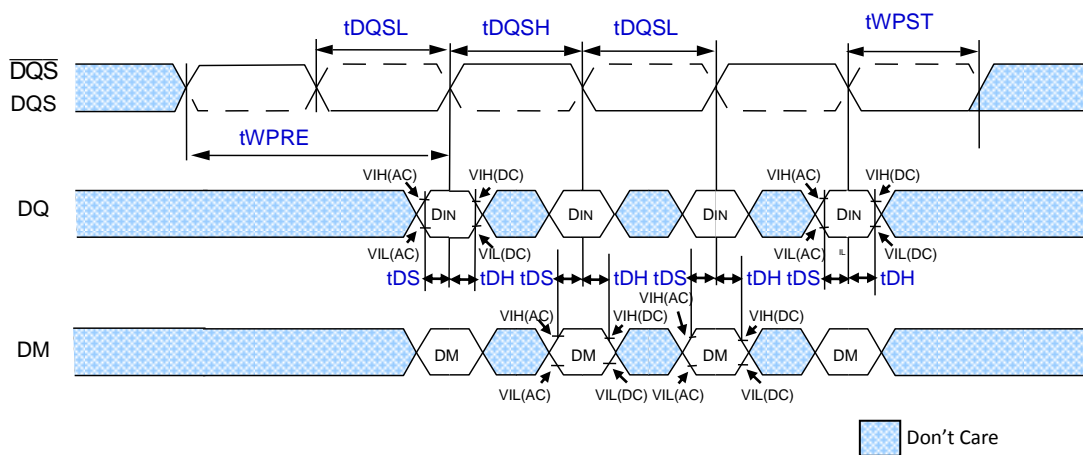 tDQSL tDQSH tDQSL tWPST
DQS
DQS
tWPRE
VIH(AC) VIH(DC) VIH(AC) VIH(DC)
DQ DIN DIN DIN DIN
VIL(AC) VIL(DC) VIL(AC) IL VIL(DC)
tDS tDH tDS tDH tDS tDH tDS tDH
VIH(AC) VIH(DC) VIH(AC) VIH(DC)
DM DM DM DM DM
VIL(AC) VIL(DC) VIL(AC) VIL(DC)
Don't Care